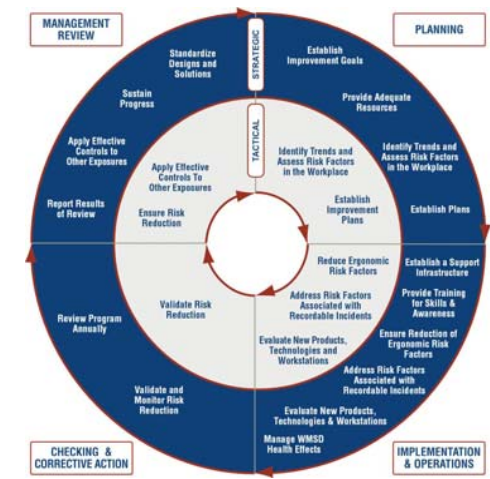 MANAGEMENT
REVIEW
PLANNING
STRATEGIC
TACTICAL
Standardize
Designs and
Solutions
Sustain
Progress
Apply Effective
Controls to
Other Exposures
Report Results
of Review
Establish
Improvement Goals
Provide Adequate
Resources
Identify Trends and
Assess Risk Factors
in the Workplace
Establish Plans
Apply Effective
Controls To
Other Exposures
Ensure Risk
Reduction
Identify Trends and
Assess Risk Factors
in the Workplace
Establish
Improvement
Plans
Reduce Ergonomic
Risk Factors
Address Risk Factors
Associated with
Recordable Incidents
Evaluate New Products,
Technologies and
Workstations
Validate Risk
Reduction
Establish a Support
Infrastructure
Provide Training
for Skills &
Awareness
Ensure Reduction of
Ergonomic Risk
Factors
Address Risk Factors
Associated with
Recordable Incidents
Evaluate New Products,
Technologies & Workstations
Manage WMSD
Health Effects
Review Program
Annually
Validate and
Monitor Risk
Reduction
CHECKING &
CORRECTIVE ACTION
IMPLEMENTATION
& OPERATIONS